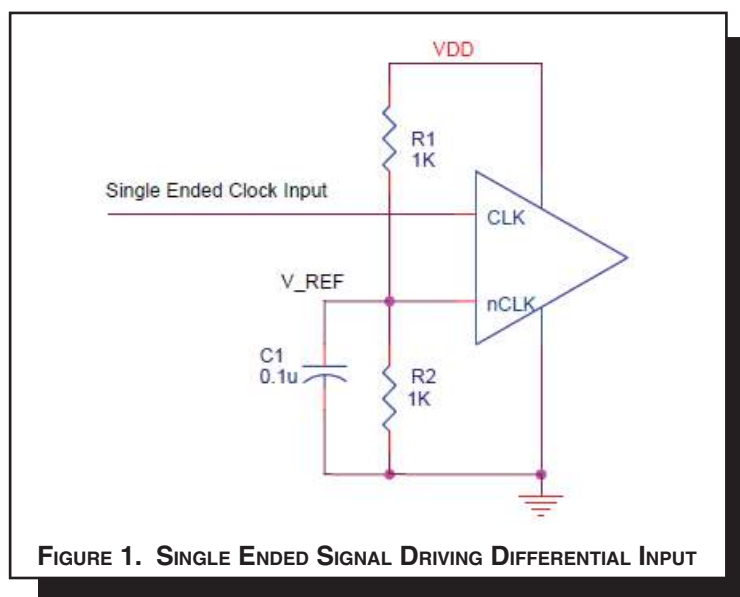 VDD
R1
1K
Single Ended Clock Input
CLK
V_REF
nCLK
C1
0.1u
R2
1K
FIGURE 1. SINGLE ENDED SIGNAL DRIVING DIFFERENTIAL INPUT